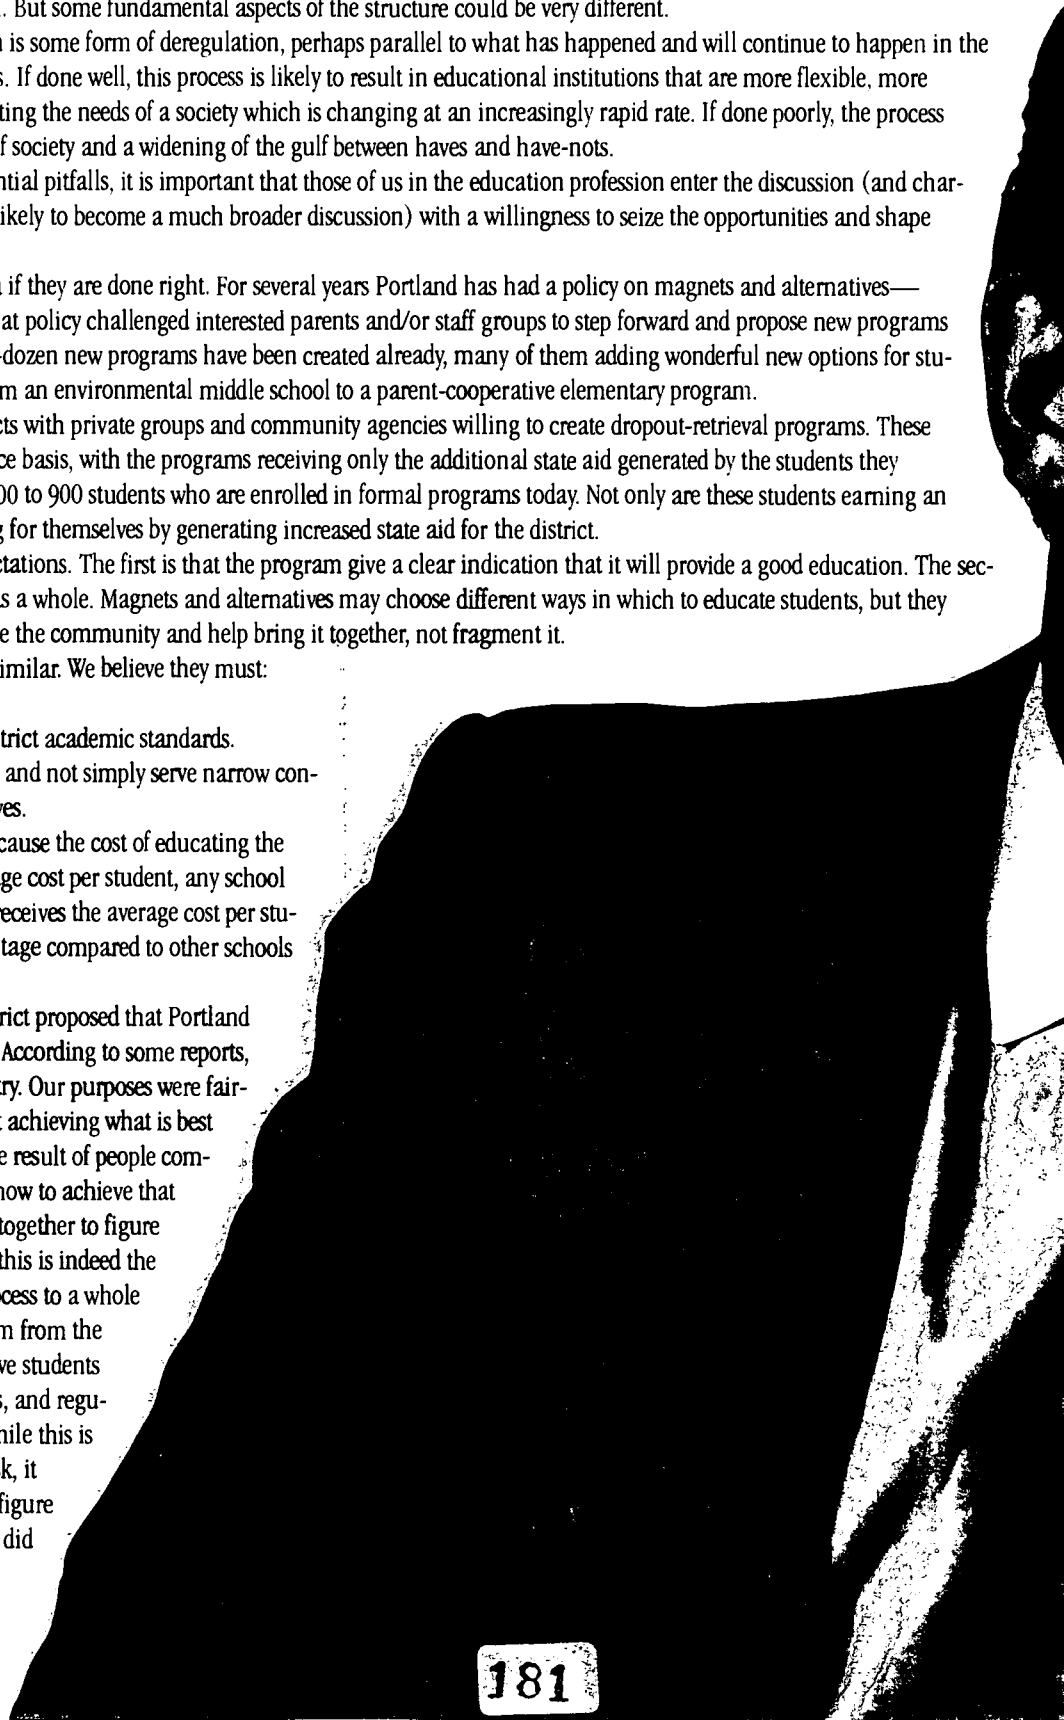 . But some fundamental aspects of the structure could be very different.
is some form of deregulation, perhaps parallel to what has happened and will continue to happen in the
s. If done well, this process is likely to result in educational institutions that are more flexible, more
ting the needs of a society which is changing at an increasingly rapid rate. If done poorly, the process
f society and a widening of the gulf between haves and have-nots.
ntial pitfalls, it is important that those of us in the education profession enter the discussion (and char-
ikely to become a much broader discussion) with a willingness to seize the opportunities and shape
if they are done right. For several years Portland has had a policy on magnets and alternatives—
at policy challenged interested parents and/or staff groups to step forward and propose new programs
-dozen new programs have been created already, many of them adding wonderful new options for stu-
m an environmental middle school to a parent-cooperative elementary program.
cts with private groups and community agencies willing to create dropout-retrieval programs. These
ce basis, with the programs receiving only the additional state aid generated by the students they
00 to 900 students who are enrolled in formal programs today. Not only are these students earning an
g for themselves by generating increased state aid for the district.
ctations. The first is that the program give a clear indication that it will provide a good education. The sec-
s a whole. Magnets and alternatives may choose different ways in which to educate students, but they
e the community and help bring it together, not fragment it.
imilar. We believe they must:
trict academic standards.
and not simply serve narrow con-
ves.
cause the cost of educating the
ge cost per student, any school
receives the average cost per stu-
tage compared to other schools
rict proposed that Portland
According to some reports,
ry. Our purposes were fair-
t achieving what is best
e result of people com-
how to achieve that
together to figure
this is indeed the
cess to a whole
m from the
ve students
s, and regu-
hile this is
k, it
figure
did
181